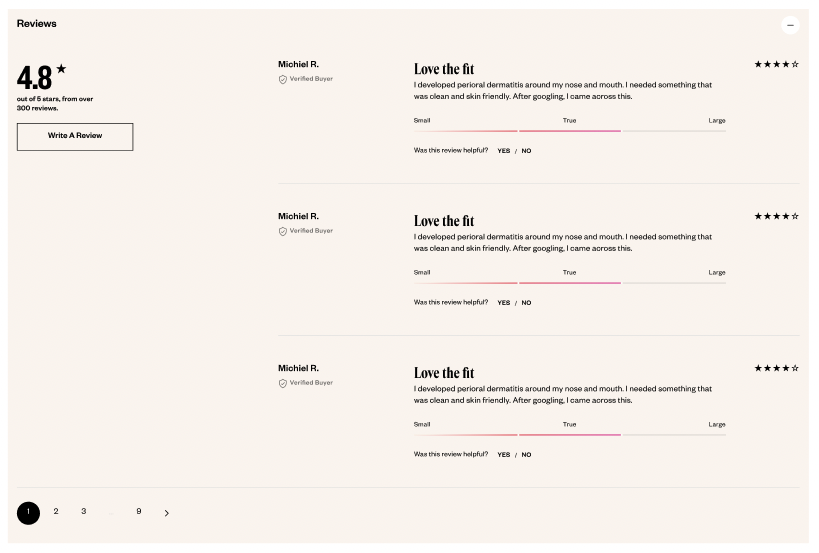 Reviews
4.8
out of 5 stars, from over
300 reviews.
Write A Review
Michiel R.
Verified Buyer
Love the fit
I developed perioral dermatitis around my nose and mouth. I needed something that
was clean and skin friendly. After googling, I came across this.
Small True Large
Was this review helpful? YES / NO
Michiel R.
Verified Buyer
Love the fit
I developed perioral dermatitis around my nose and mouth. I needed something that
was clean and skin friendly. After googling, I came across this.
Small True Large
Was this review helpful? YES / NO
Michiel R.
Verified Buyer
Love the fit
I developed perioral dermatitis around my nose and mouth. I needed something that
was clean and skin friendly. After googling, I came across this.
Small True Large
Was this review helpful? YES / NO
1 2 3 ... 9